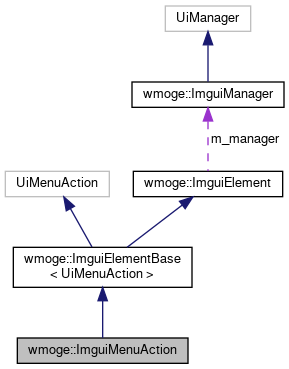 UiManager
wmoge::ImguiManager
m_manager
UiMenuAction
wmoge::ImguiElement
wmoge::ImguiElementBase
< UiMenuAction >
wmoge::ImguiMenuAction